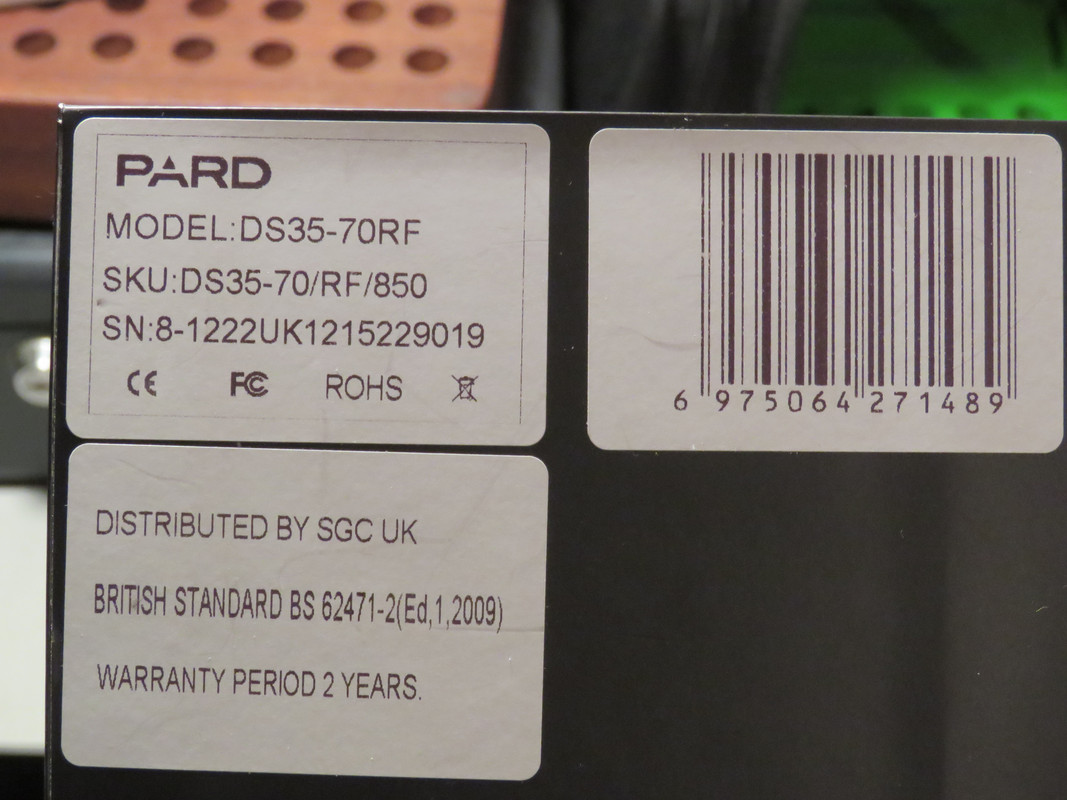 PARD
MODEL:DS35-70RF
SKU:DS35-70/RF/850
SN:8-1222UK1215229019
CE FC ROHS
6 975064 271489
DISTRIBUTED BY SGC UK
BRITISH STANDARD BS 62471-2(Ed,1,2009)
WARRANTY PERIOD 2 YEARS.